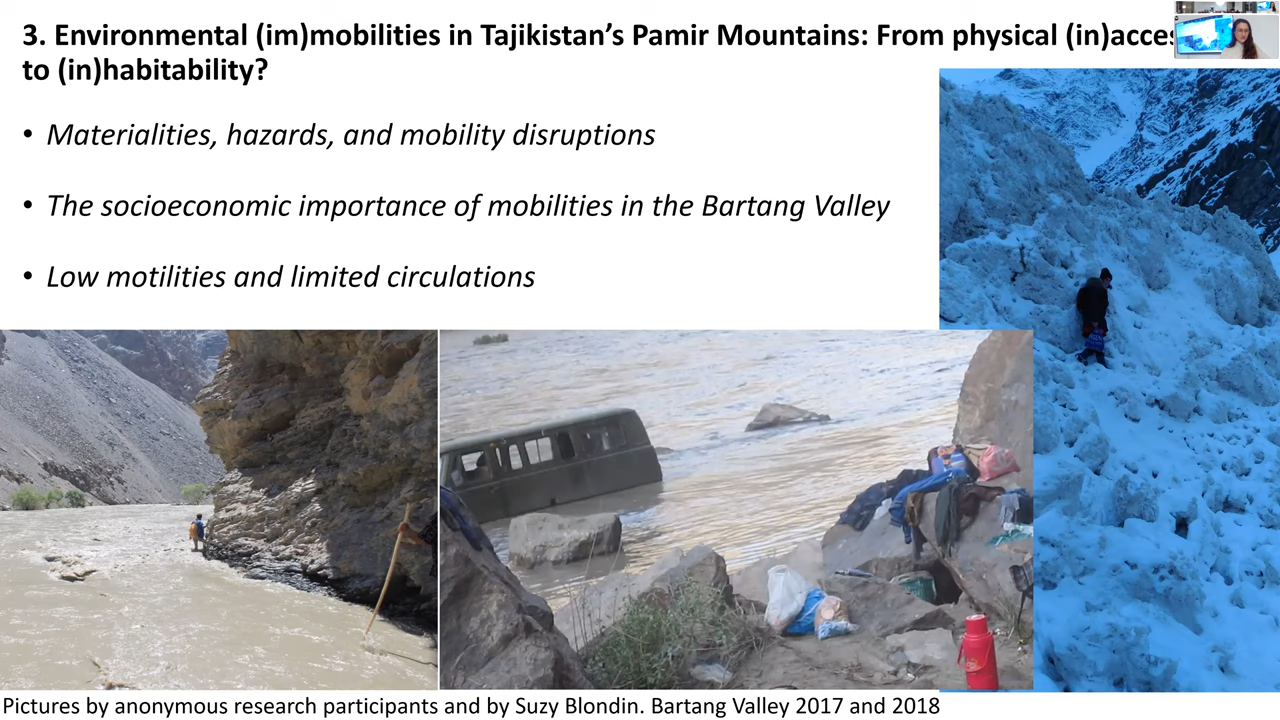 3. Environmental (im)mobilities in Tajikistan's Pamir Mountains: From physical
to (in)habitability?
• Materialities, hazards, and mobility disruptions
• The socioeconomic importance of mobilities in the Bartang Valley
• Low motilities and limited circulations
Pictures by anonymous research participants and by Suzy Blondin. Bartang Valley 2017 and 2018